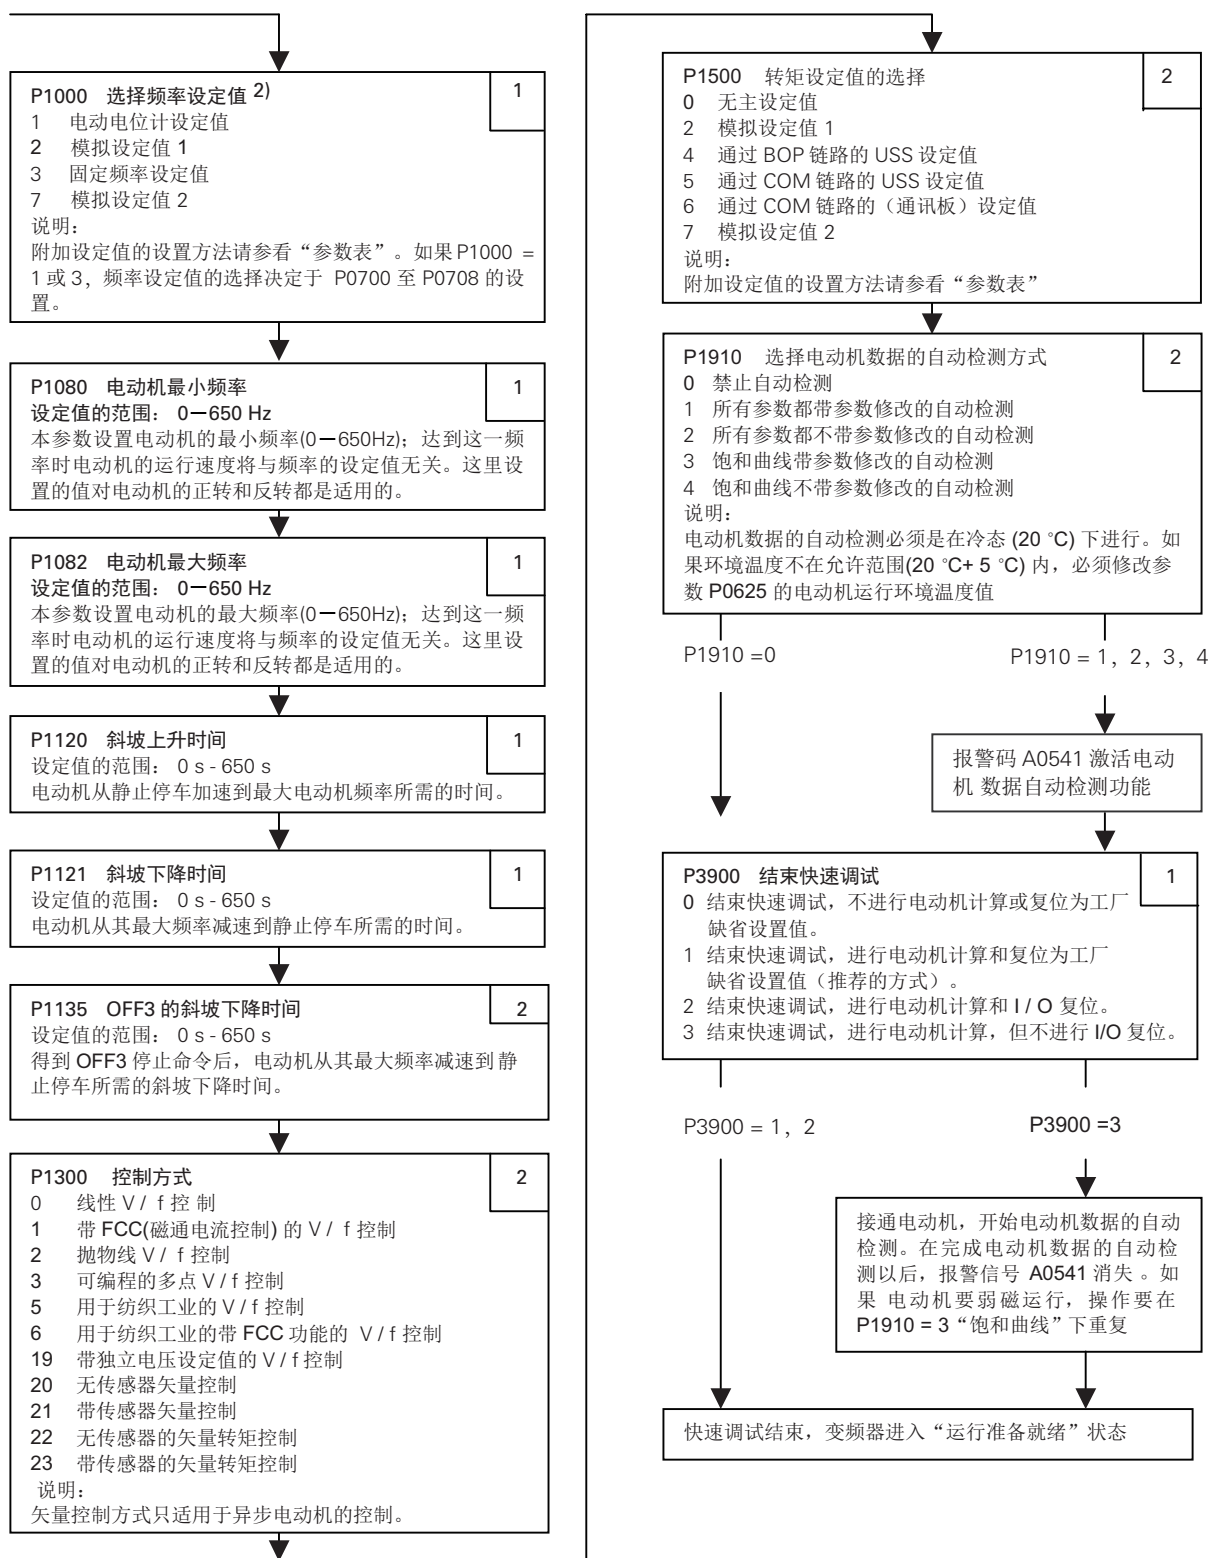 P1000 选择频率设定值 2)
1
1 电动电位计设定值
2 模拟设定值 1
3 固定频率设定值
7 模拟设定值 2
说明：
附加设定值的设置方法请参看“参数表”。如果 P1000 =
1 或 3，频率设定值的选择决定于 P0700 至 P0708 的设
置。
P1080 电动机最小频率
1
设定值的范围： 0－650 Hz
本参数设置电动机的最小频率(0－650Hz)；达到这一频
率时电动机的运行速度将与频率的设定值无关。这里设
置的值对电动机的正转和反转都是适用的。
P1082 电动机最大频率
1
设定值的范围： 0－650 Hz
本参数设置电动机的最大频率(0－650Hz)；达到这一频
率时电动机的运行速度将与频率的设定值无关。这里设
置的值对电动机的正转和反转都是适用的。
P1120 斜坡上升时间
1
设定值的范围： 0 s - 650 s
电动机从静止停车加速到最大电动机频率所需的时间。
P1121 斜坡下降时间
1
设定值的范围： 0 s - 650 s
电动机从其最大频率减速到静止停车所需的时间。
P1135 OFF3 的斜坡下降时间
2
设定值的范围： 0 s - 650 s
得到 OFF3 停止命令后，电动机从其最大频率减速到 静
止停车所需的斜坡下降时间。
P1300 控制方式
2
0 线性 V / f 控 制
1 带 FCC(磁通电流控制) 的 V / f 控制
2 抛物线 V / f 控制
3 可编程的多点 V / f 控制
5 用于纺织工业的 V / f 控制
6 用于纺织工业的带 FCC 功能的 V / f 控制
19 带独立电压设定值的 V / f 控制
20 无传感器矢量控制
21 带传感器矢量控制
22 无传感器的矢量转矩控制
23 带传感器的矢量转矩控制
说明：
矢量控制方式只适用于异步电动机的控制。
P1500 转矩设定值的选择
2
0 无主设定值
2 模拟设定值 1
4 通过 BOP 链路的 USS 设定值
5 通过 COM 链路的 USS 设定值
6 通过 COM 链路的（通讯板）设定值
7 模拟设定值 2
说明：
附加设定值的设置方法请参看“参数表”
P1910 选择电动机数据的自动检测方式
2
0 禁止自动检测
1 所有参数都带参数修改的自动检测
2 所有参数都不带参数修改的自动检测
3 饱和曲线带参数修改的自动检测
4 饱和曲线不带参数修改的自动检测
说明：
电动机数据的自动检测必须是在冷态 (20 °C) 下进行。如
果环境温度不在允许范围(20 °C+ 5 °C) 内，必须修改参
数 P0625 的电动机运行环境温度值
P1910 =0
P1910 = 1，2，3，4
报警码 A0541 激活电动
机 数据自动检测功能
P3900 结束快速调试
1
0 结束快速调试，不进行电动机计算或复位为工厂
缺省设置值。
1 结束快速调试，进行电动机计算和复位为工厂
缺省设置值（推荐的方式）。
2 结束快速调试，进行电动机计算和 I / O 复位。
3 结束快速调试，进行电动机计算，但不进行 I/O 复位。
P3900 = 1，2
P3900 =3
接通电动机，开始电动机数据的自动
检测。在完成电动机数据的自动检
测以后，报警信号 A0541 消失 。如
果 电动机要弱磁运行，操作要在
P1910 = 3 “饱和曲线”下重复
快速调试结束，变频器进入“运行准备就绪”状态